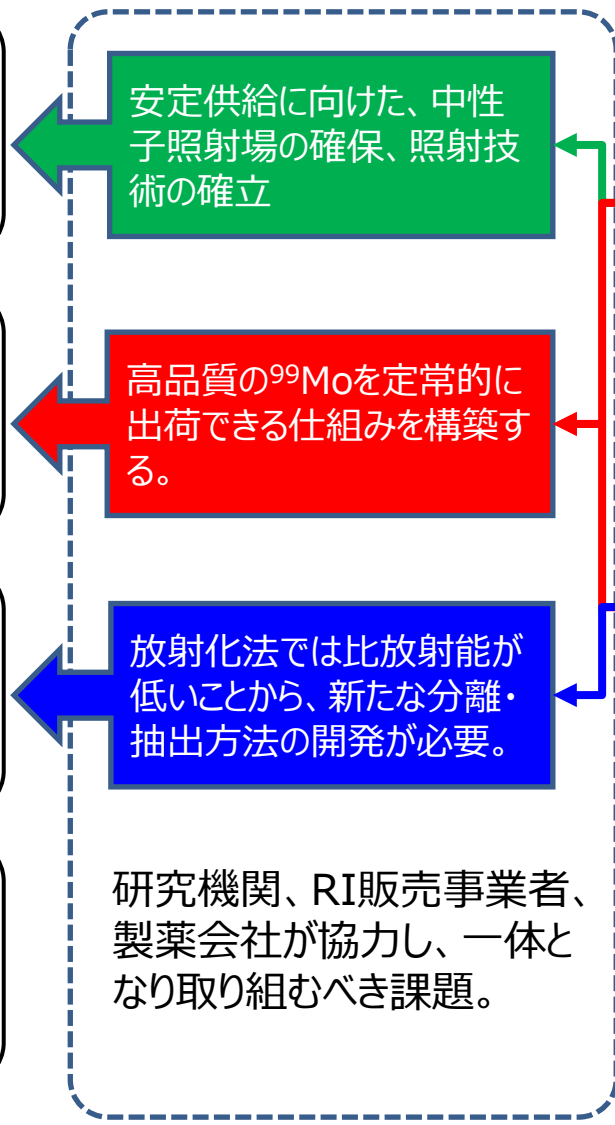 安定供給に向けた、中性
子照射場の確保、照射技
術の確立
高品質の⁹⁹Moを定常的に
出荷できる仕組みを構築す
る。
放射化法では比放射能が
低いことから、新たな分離・
抽出方法の開発が必要。
研究機関、RI販売事業者、
製薬会社が協力し、一体と
なり取り組むべき課題。